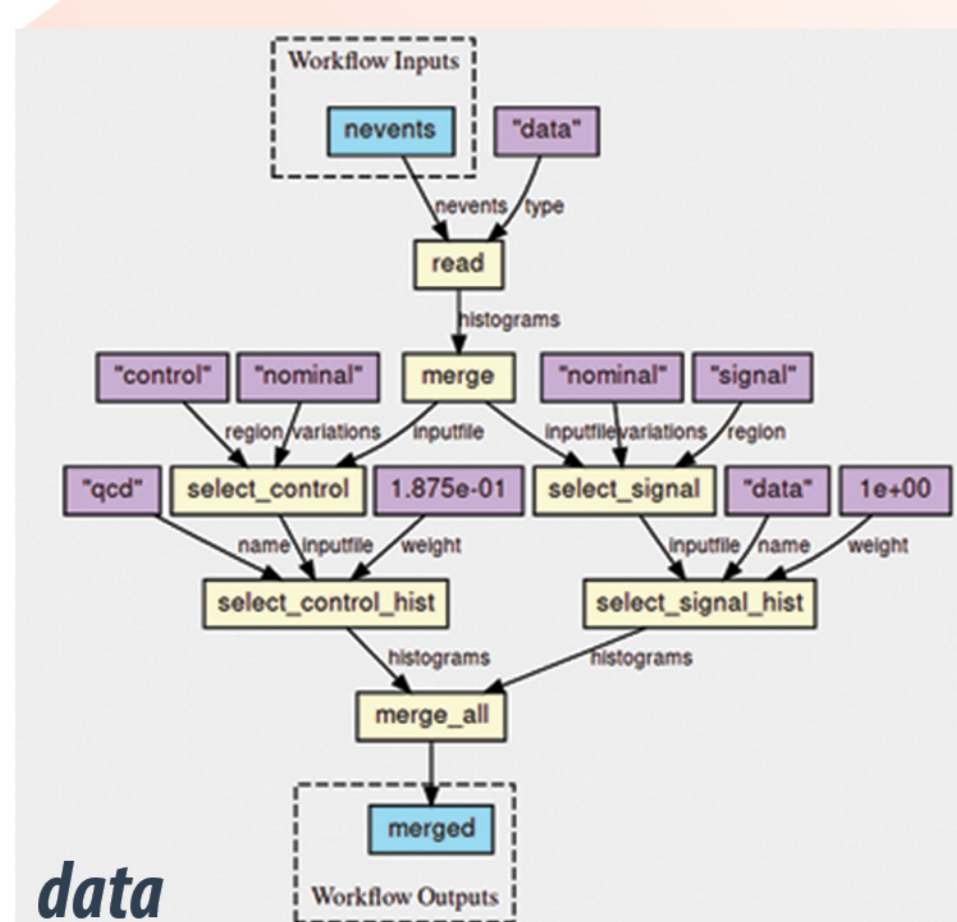 Workflow Inputs
nevents "data"
nevents type
read
histograms
"control" "nominal" merge "nominal" "signal"
region variations inputfile inputfile variations region
"qcd" select_control 1.875e-01 select_signal "data" 1e+00
name inputfile weight inputfile name weight
select_control_hist select_signal_hist
histograms histograms
merge_all
merged
data
Workflow Outputs